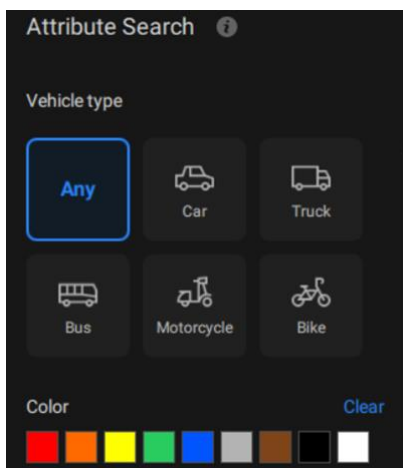 Attribute Search
Vehicle type
Any
Car
Truck
Bus
Motorcycle
Bike
Color
Clear